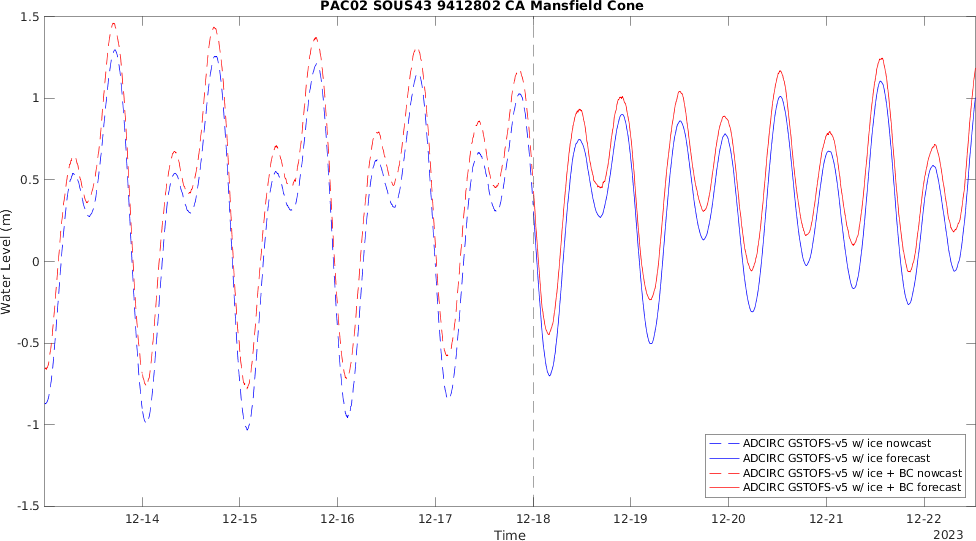 PAC02 SOUS43 9412802 CA Mansfield Cone
1.5
1
0.5
0
-0.5
-1
-1.5
Water Level (m)
12-14
12-15
12-16
12-17
12-18
12-19
12-20
12-21
12-22
Time
2023
ADCIRC GSTOFS-v5 w/ ice nowcast
ADCIRC GSTOFS-v5 w/ ice forecast
ADCIRC GSTOFS-v5 w/ ice + BC nowcast
ADCIRC GSTOFS-v5 w/ ice + BC forecast